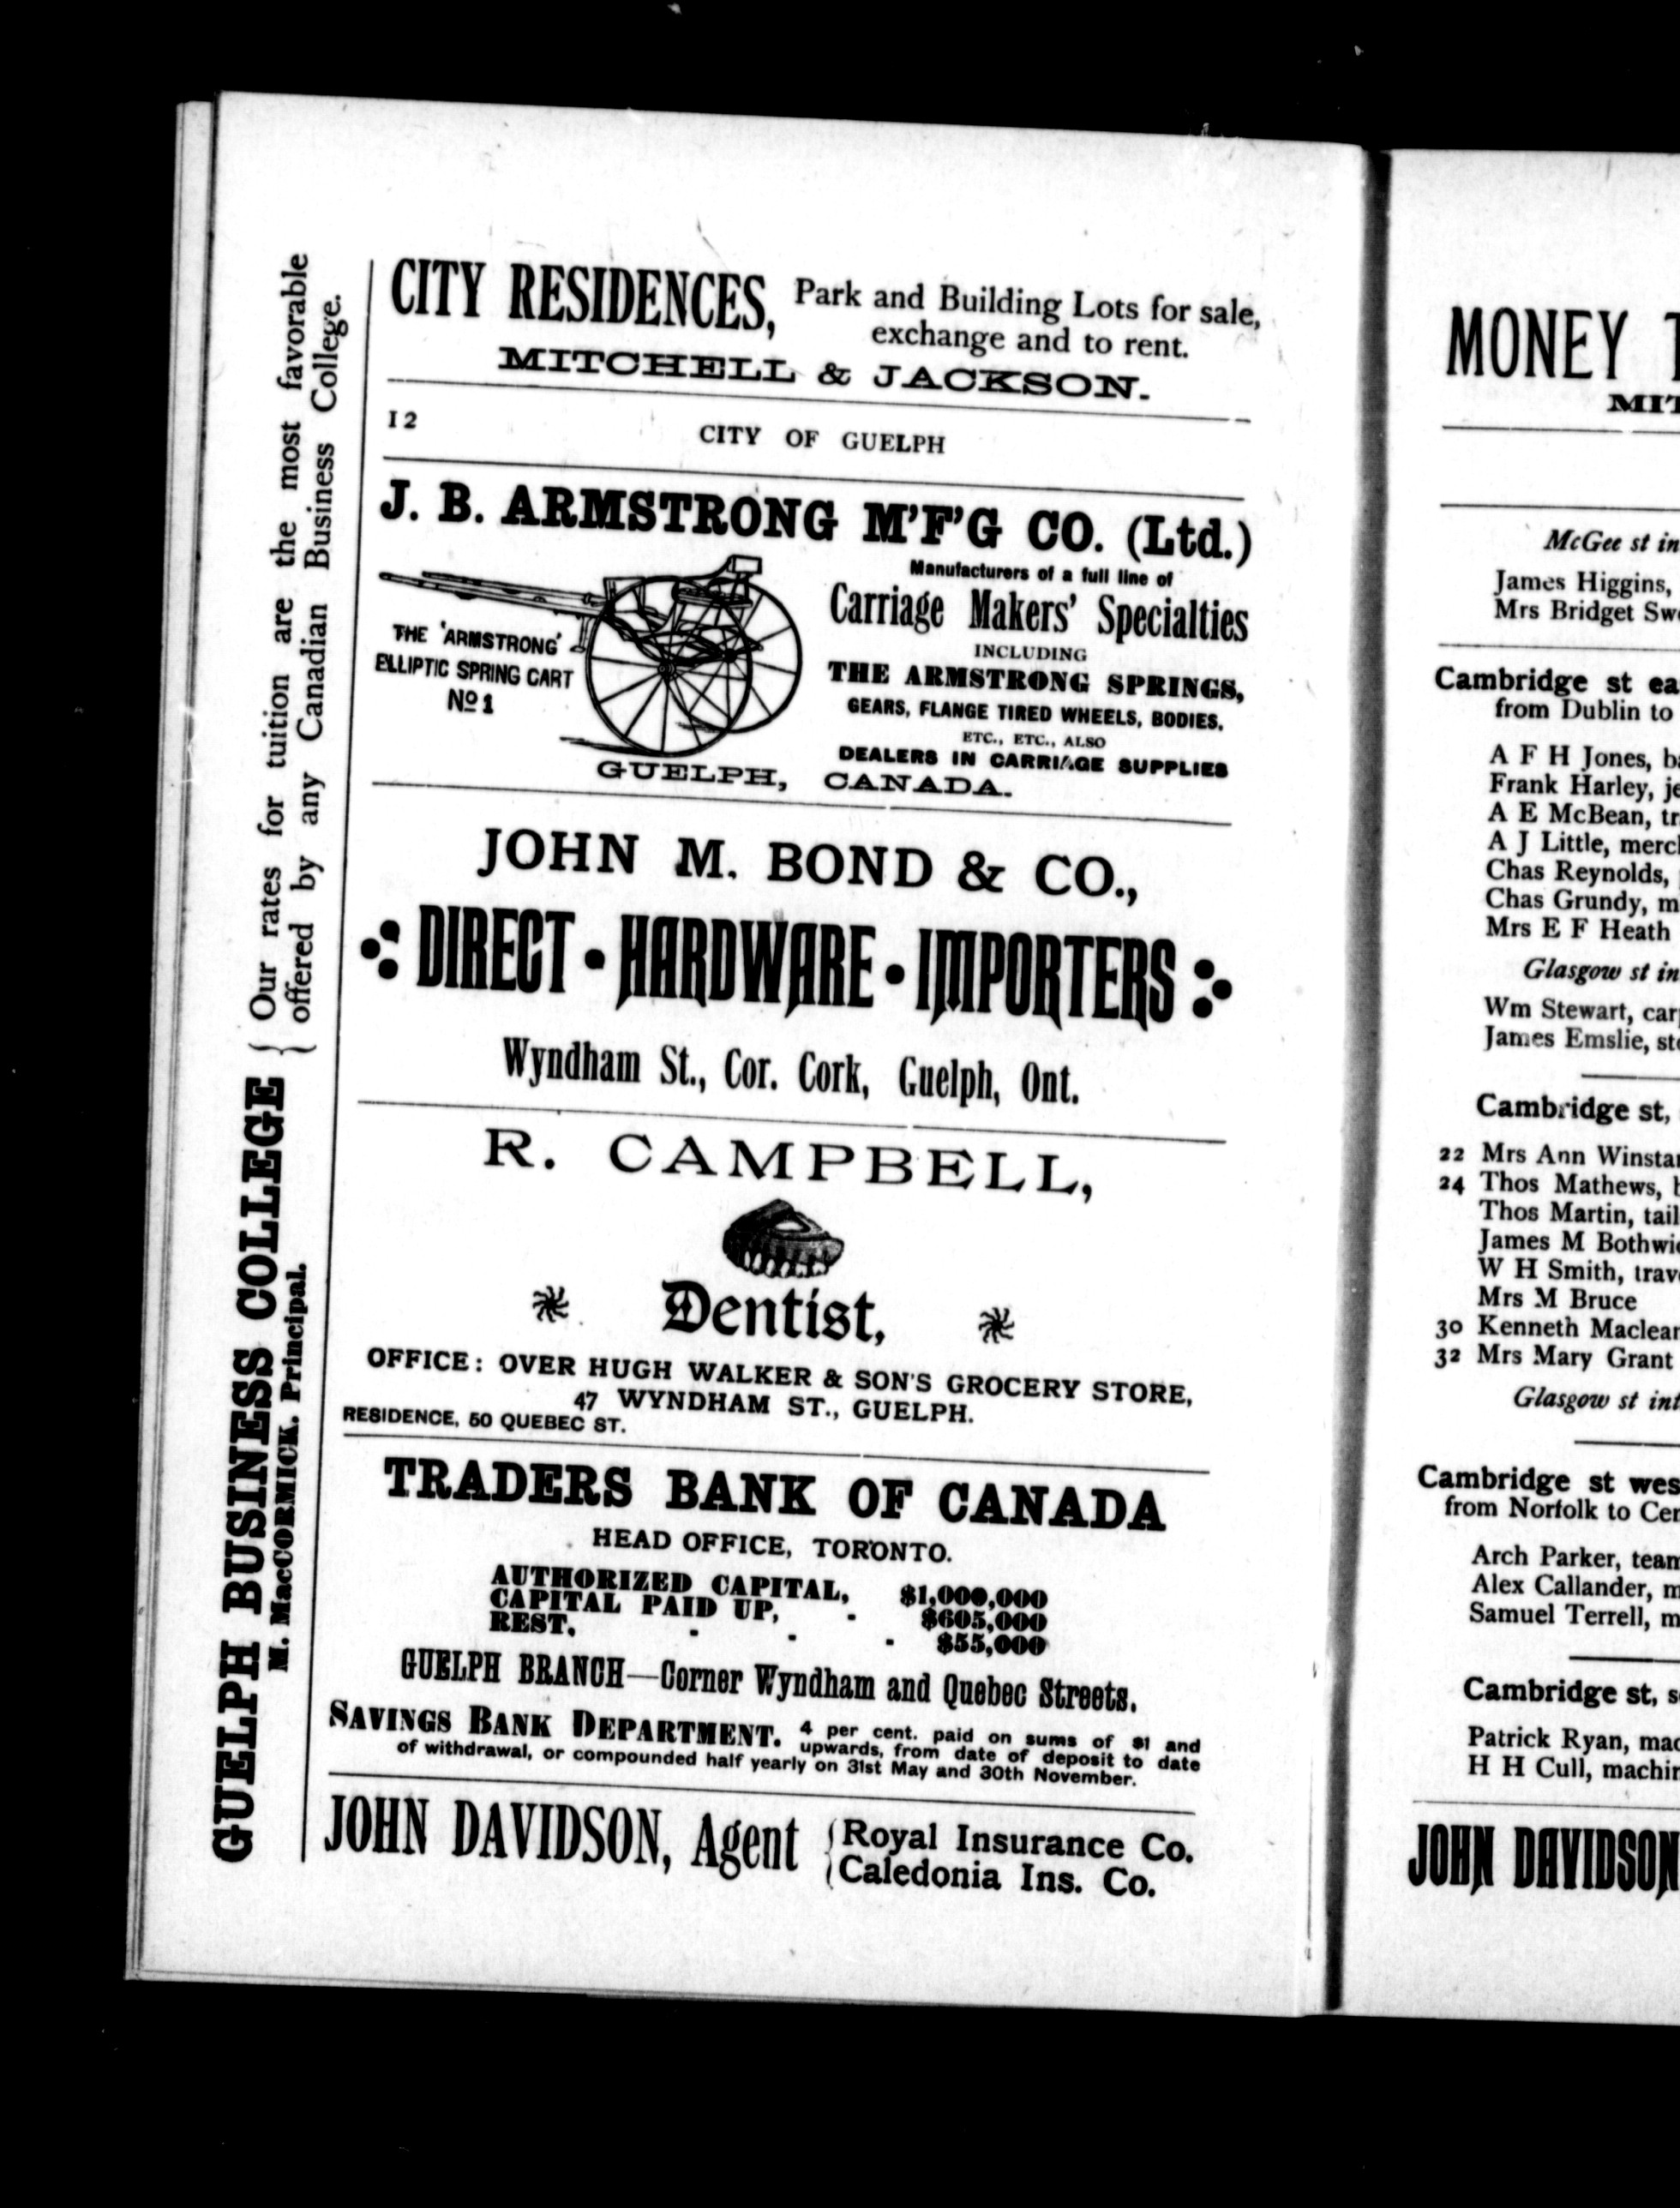 CITY RESIDENCES, Park and Building Lots for sale,
exchange and to rent.
MITCHELL & JACKSON.
12
CITY OF GUELPH
J. B. ARMSTRONG M'F'G CO. (Ltd.)
Manufacturers of a full line of
Carriage Makers' Specialties
INCLUDING
THE ARMSTRONG SPRINGS,
GEARS, FLANGE TIRED WHEELS, BODIES,
ETC., ETC., ALSO
DEALERS IN CARRIAGE SUPPLIES
THE 'ARMSTRONG'
ELLIPTIC SPRING CART
No 1
GUELPH, CANADA.
JOHN M. BOND & CO.,
DIRECT • HARDWARE • IMPORTERS
Wyndham St., Cor. Cork, Guelph, Ont.
R. CAMPBELL,
Dentist,
OFFICE: OVER HUGH WALKER & SON'S GROCERY STORE,
47 WYNDHAM ST., GUELPH.
RESIDENCE, 50 QUEBEC ST.
TRADERS BANK OF CANADA
HEAD OFFICE, TORONTO.
AUTHORIZED CAPITAL, $1,000,000
CAPITAL PAID UP, - $605,000
REST, - - - $55,000
GUELPH BRANCH—Corner Wyndham and Quebec Streets.
SAVINGS BANK DEPARTMENT. 4 per cent. paid on sums of $1 and
upwards, from date of deposit to date
of withdrawal, or compounded half yearly on 31st May and 30th November.
JOHN DAVIDSON, Agent { Royal Insurance Co.
Caledonia Ins. Co.
GUELPH BUSINESS COLLEGE
M. MacCORMICK. Principal.
{ Our rates for tuition are the most favorable
offered by any Canadian Business College.
MONEY
McGee st
James Higgins,
Mrs Bridget
Cambridge st
from Dublin to
A F H Jones,
Frank Harley,
A E McBean,
A J Little,
Chas Reynolds,
Chas Grundy,
Mrs E F Heath
Glasgow st
Wm Stewart,
James Emslie,
Cambridge st,
22 Mrs Ann
24 Thos Mathews,
Thos Martin,
James M
W H Smith,
Mrs M Bruce
30 Kenneth
32 Mrs Mary Grant
Glasgow st
Cambridge st
from Norfolk to
Arch Parker,
Alex Callander,
Samuel Terrell,
Cambridge st,
Patrick Ryan,
H H Cull,
JOHN DAVIDSON